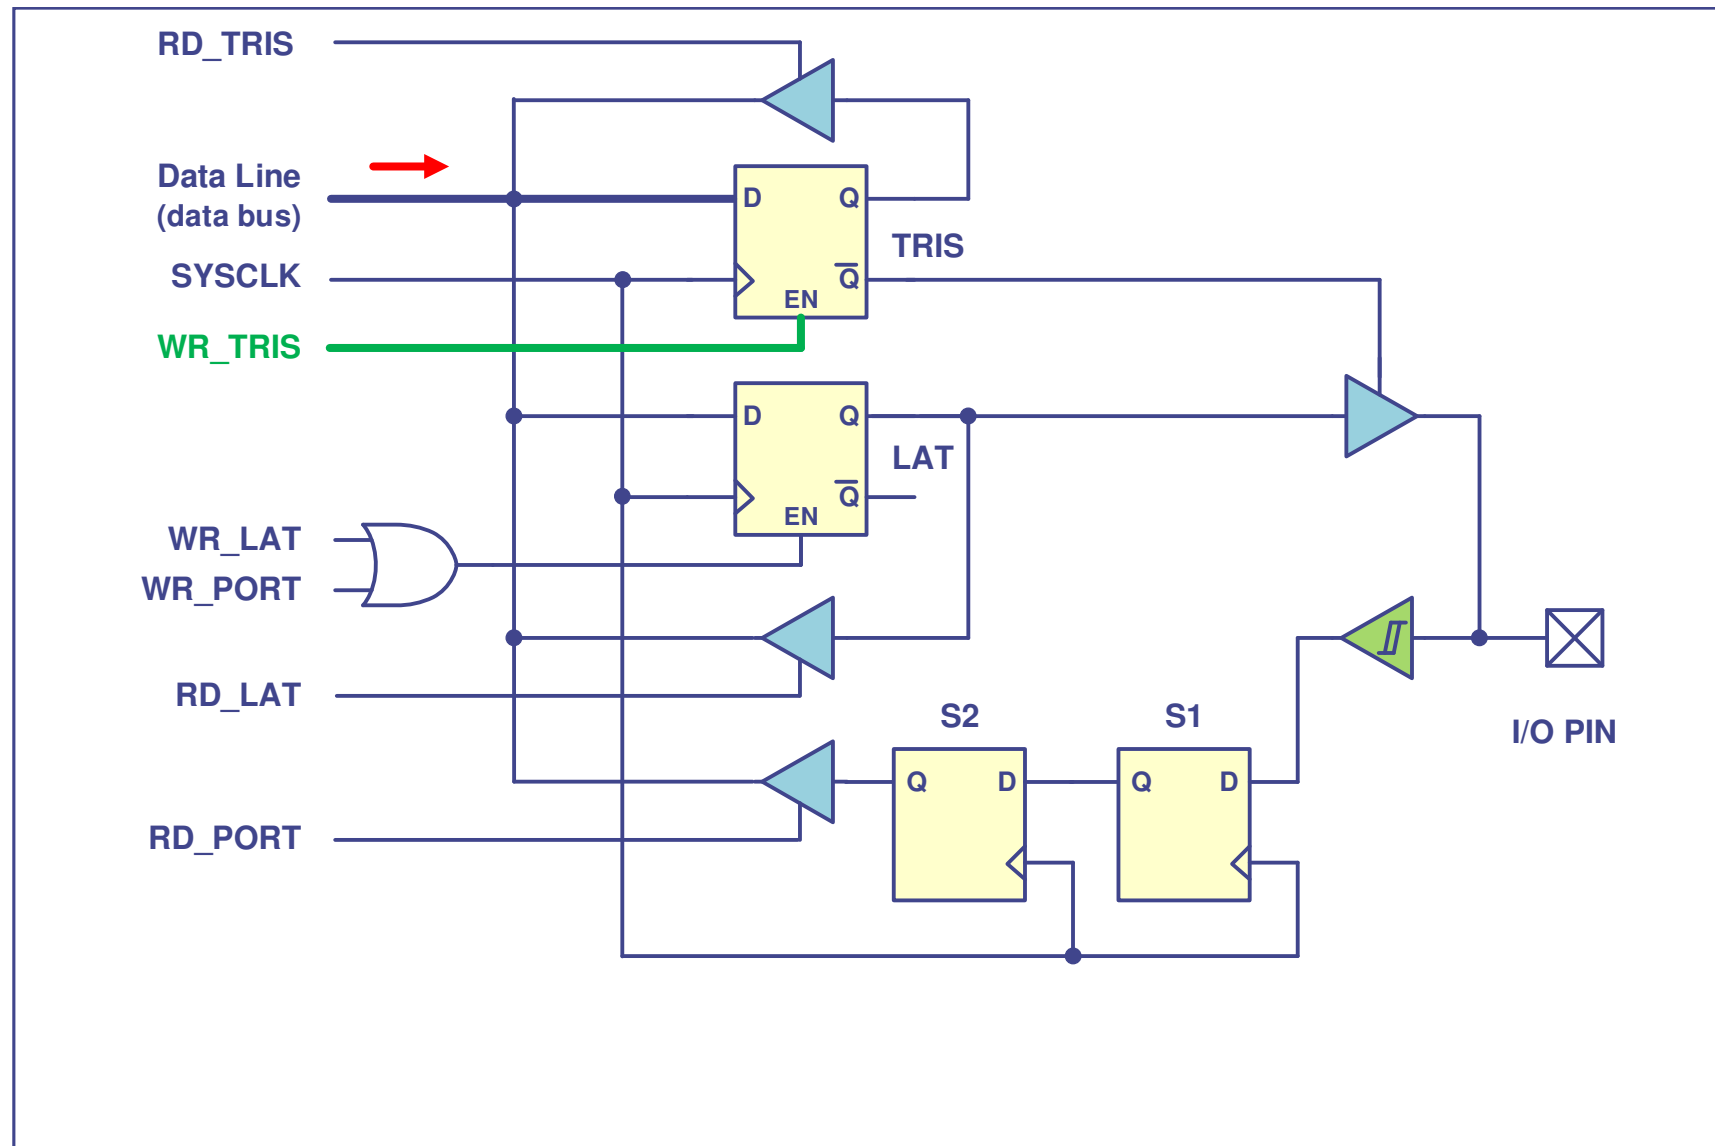 RD_TRIS
Data Line
(data bus)
D
Q
TRIS
SYSCLK
Q̅
EN
WR_TRIS
D
Q
LAT
Q̅
EN
WR_LAT
WR_PORT
RD_LAT
S2
S1
I/O PIN
Q
D
Q
D
RD_PORT